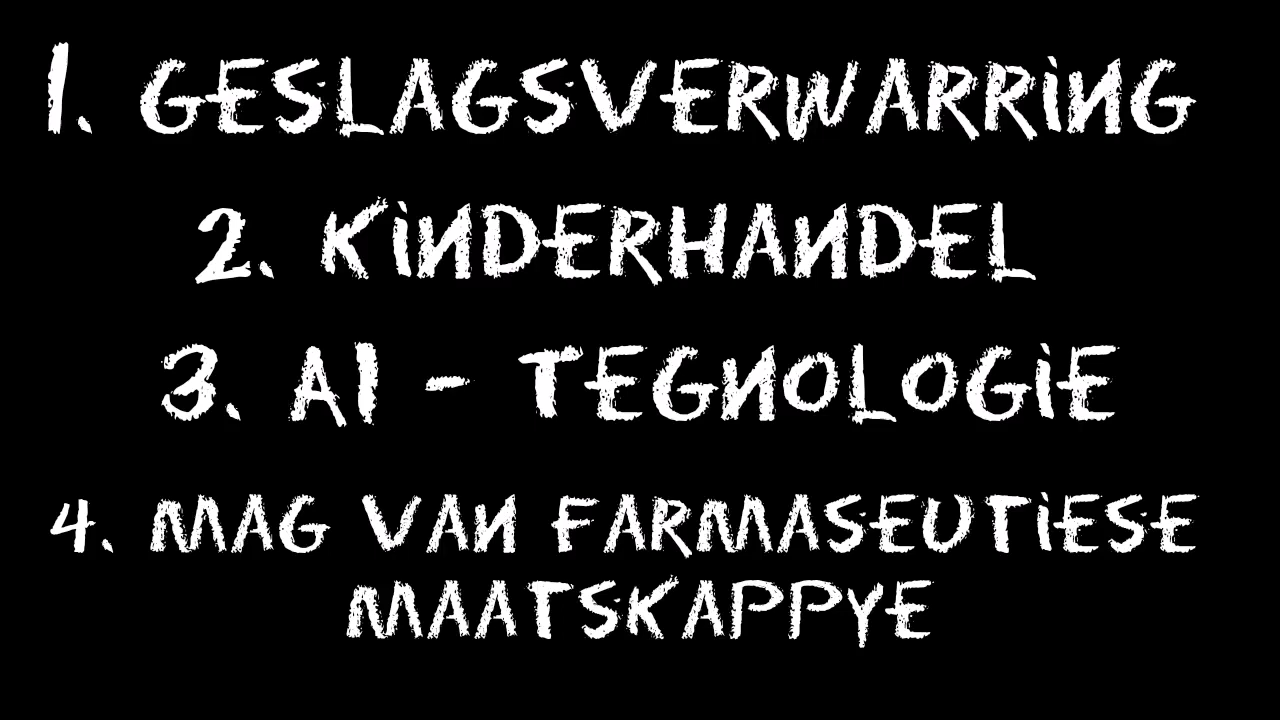 1. GESLAGSVERWARRING
2. KINDERHANDEL
3. AI - TEGNOLOGIE
4. MAG VAN FARMASEUTIESE
MAATSKAPPYE